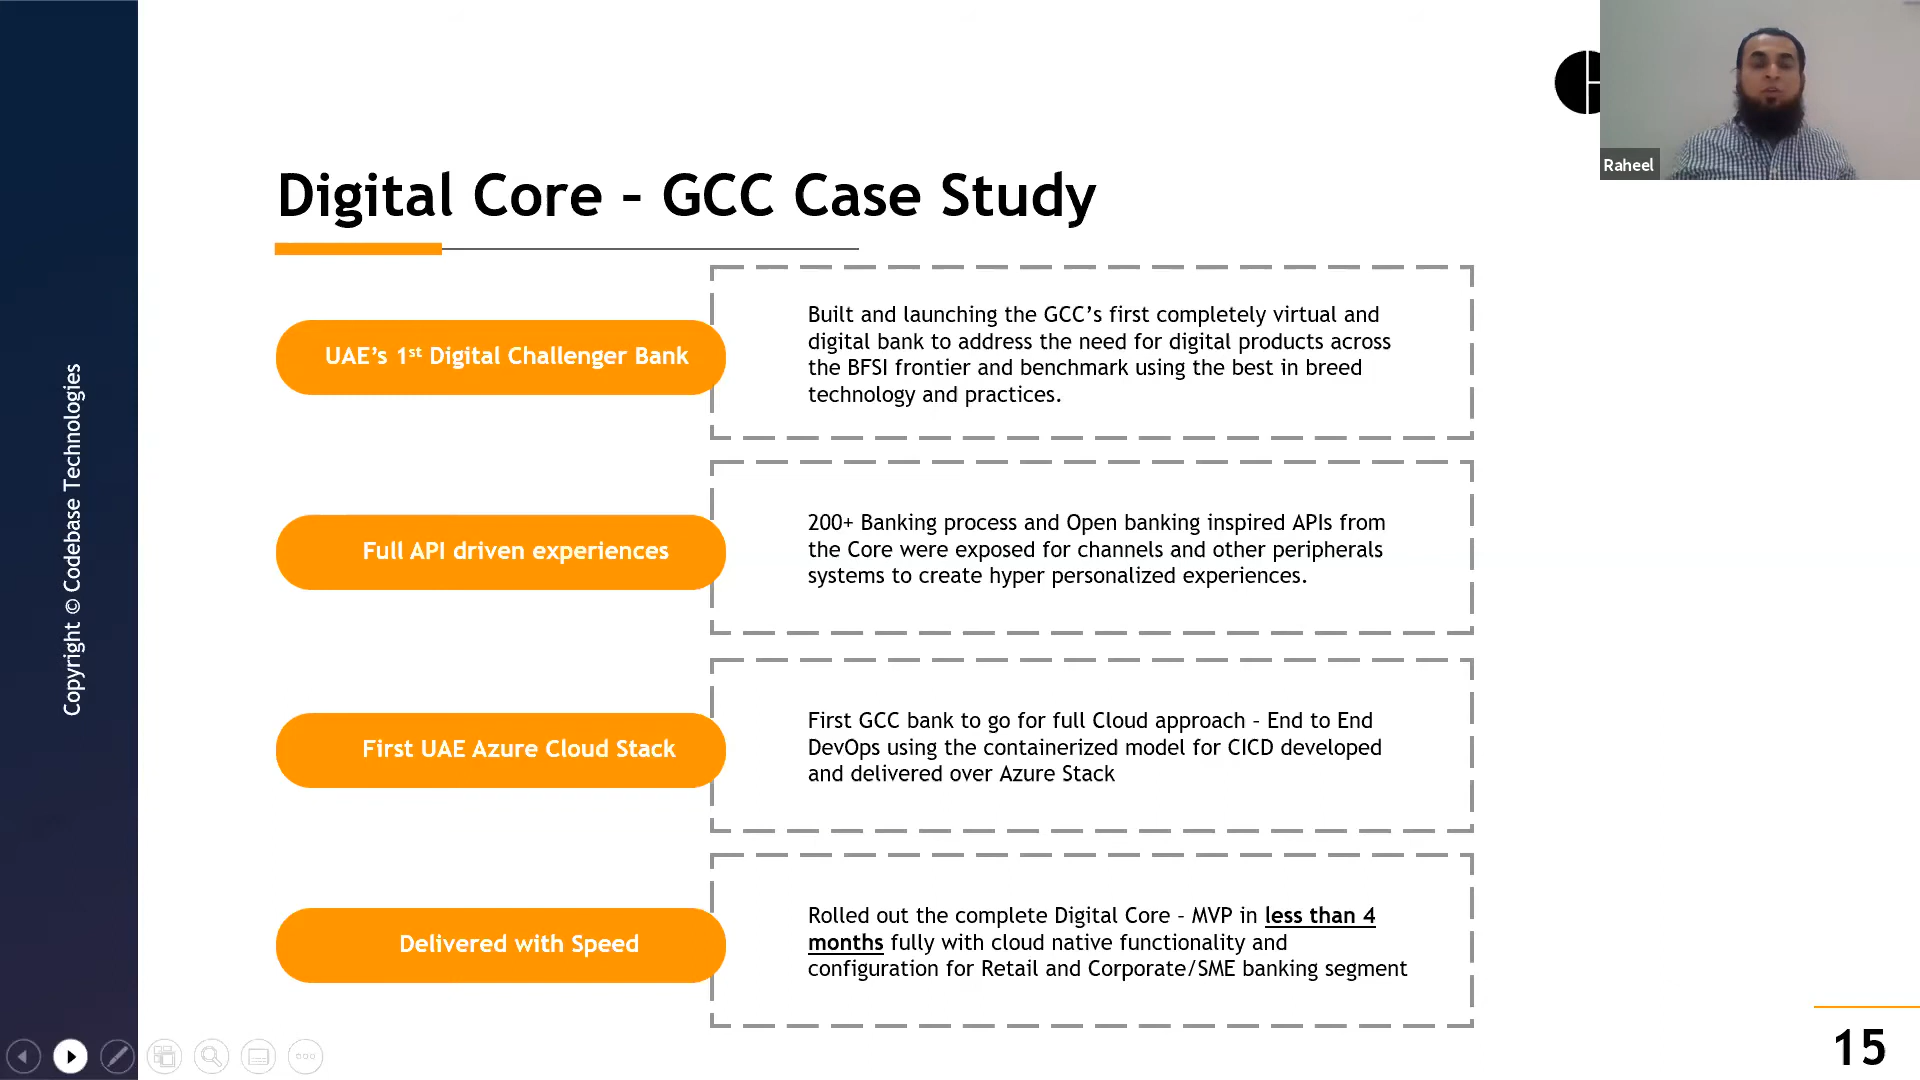 Raheel
Digital Core – GCC Case Study
UAE’s 1st Digital Challenger Bank
Built and launching the GCC’s first completely virtual and
digital bank to address the need for digital products across
the BFSI frontier and benchmark using the best in breed
technology and practices.
Full API driven experiences
200+ Banking process and Open banking inspired APIs from
the Core were exposed for channels and other peripherals
systems to create hyper personalized experiences.
First UAE Azure Cloud Stack
First GCC bank to go for full Cloud approach – End to End
DevOps using the containerized model for CICD developed
and delivered over Azure Stack
Delivered with Speed
Rolled out the complete Digital Core – MVP in less than 4
months fully with cloud native functionality and
configuration for Retail and Corporate/SME banking segment
Copyright © Codebase Technologies
15